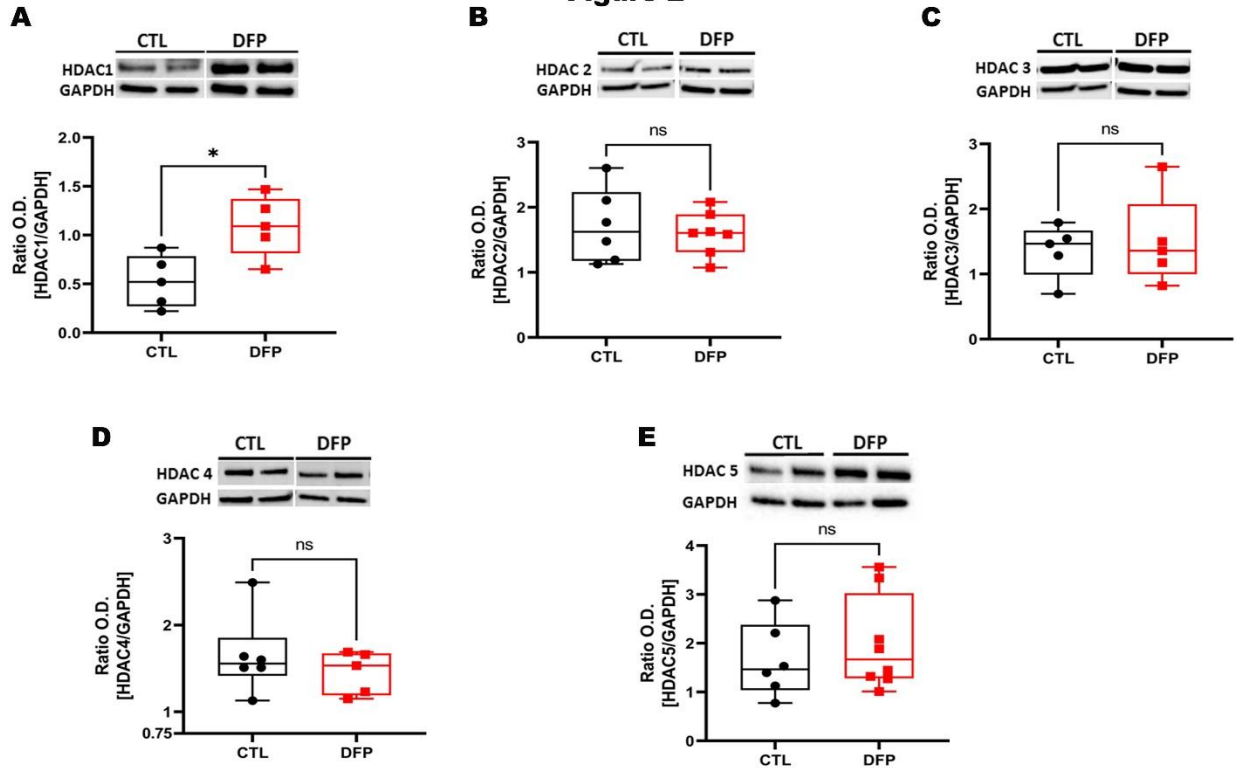 A
CTL DFP
HDAC1
GAPDH
*
2.0
1.5
1.0
0.5
0.0
Ratio O.D.
[HDAC1/GAPDH]
CTL DFP
B
CTL DFP
HDAC 2
GAPDH
ns
3
2
1
0
Ratio O.D.
[HDAC2/GAPDH]
CTL DFP
C
CTL DFP
HDAC 3
GAPDH
ns
3
2
1
0
Ratio O.D.
[HDAC3/GAPDH]
CTL DFP
D
CTL DFP
HDAC 4
GAPDH
ns
3
2
1
0.75
Ratio O.D.
[HDAC4/GAPDH]
CTL DFP
E
CTL DFP
HDAC 5
GAPDH
ns
4
3
2
1
0
Ratio O.D.
[HDAC5/GAPDH]
CTL DFP